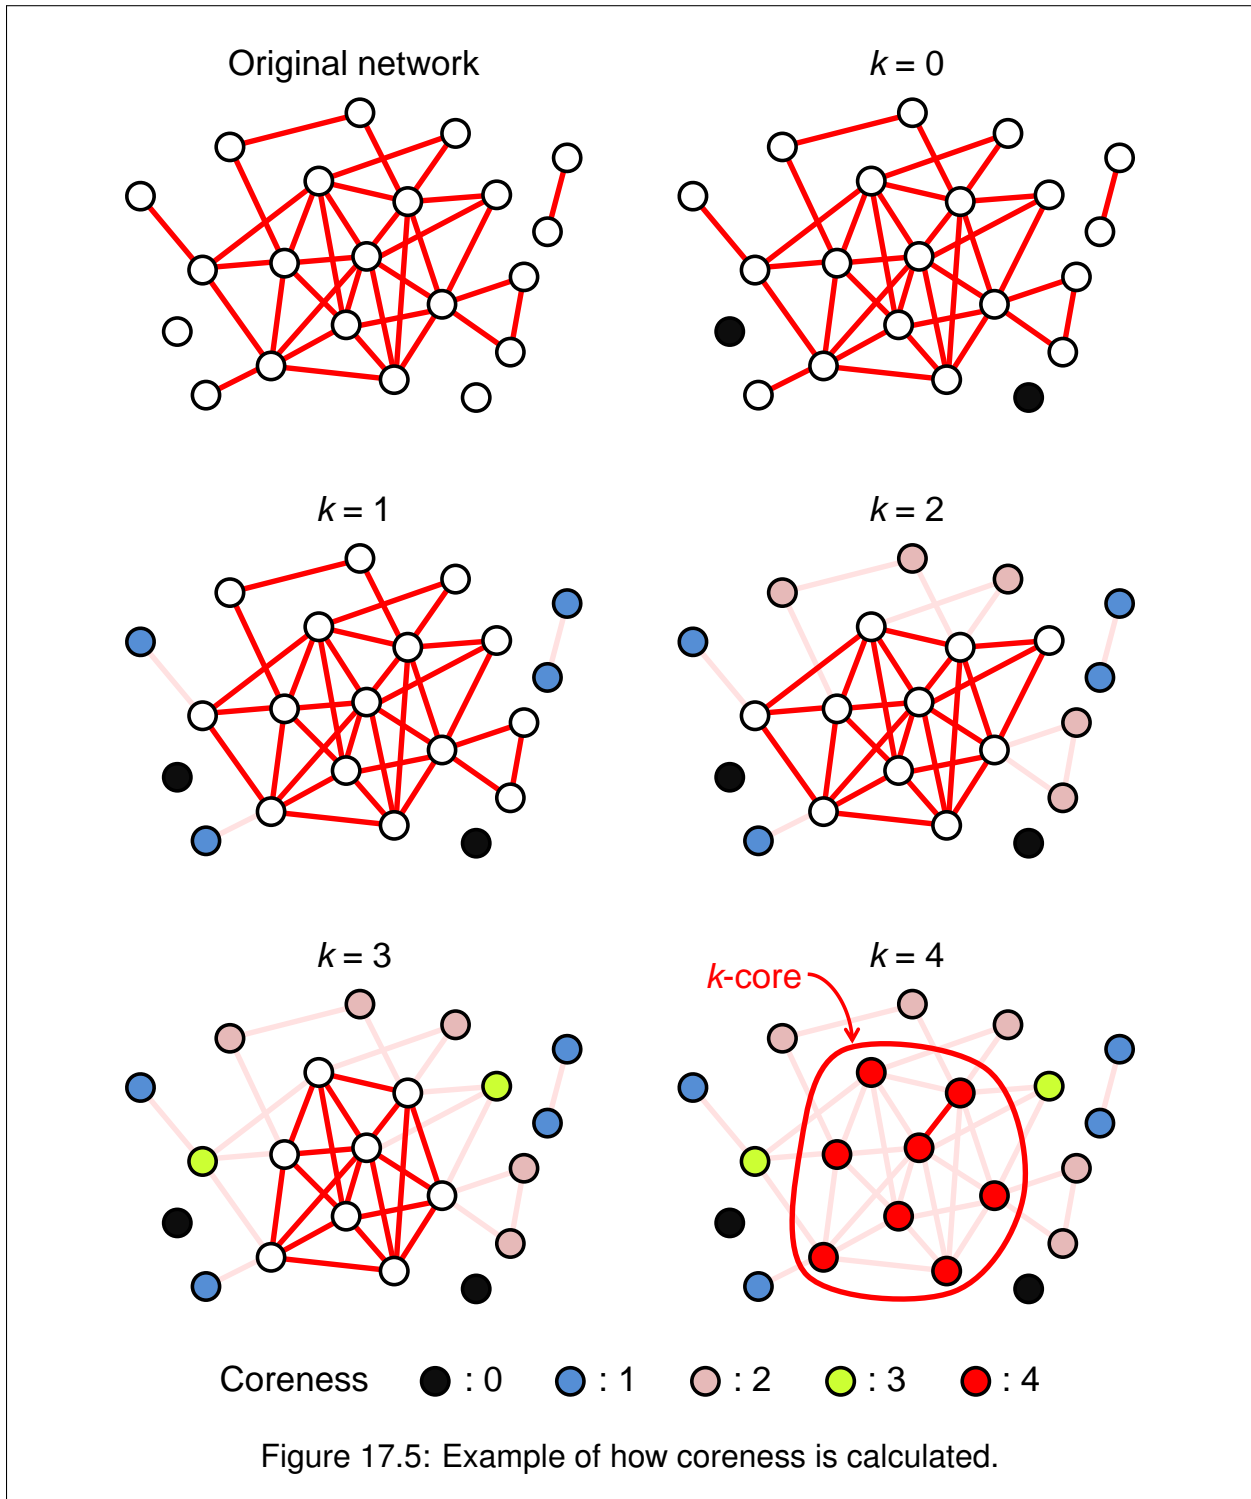 Original network
k = 0
k = 1
k = 2
k = 3
k = 4
k-core
Coreness : 0 : 1 : 2 : 3 : 4
Figure 17.5: Example of how coreness is calculated.